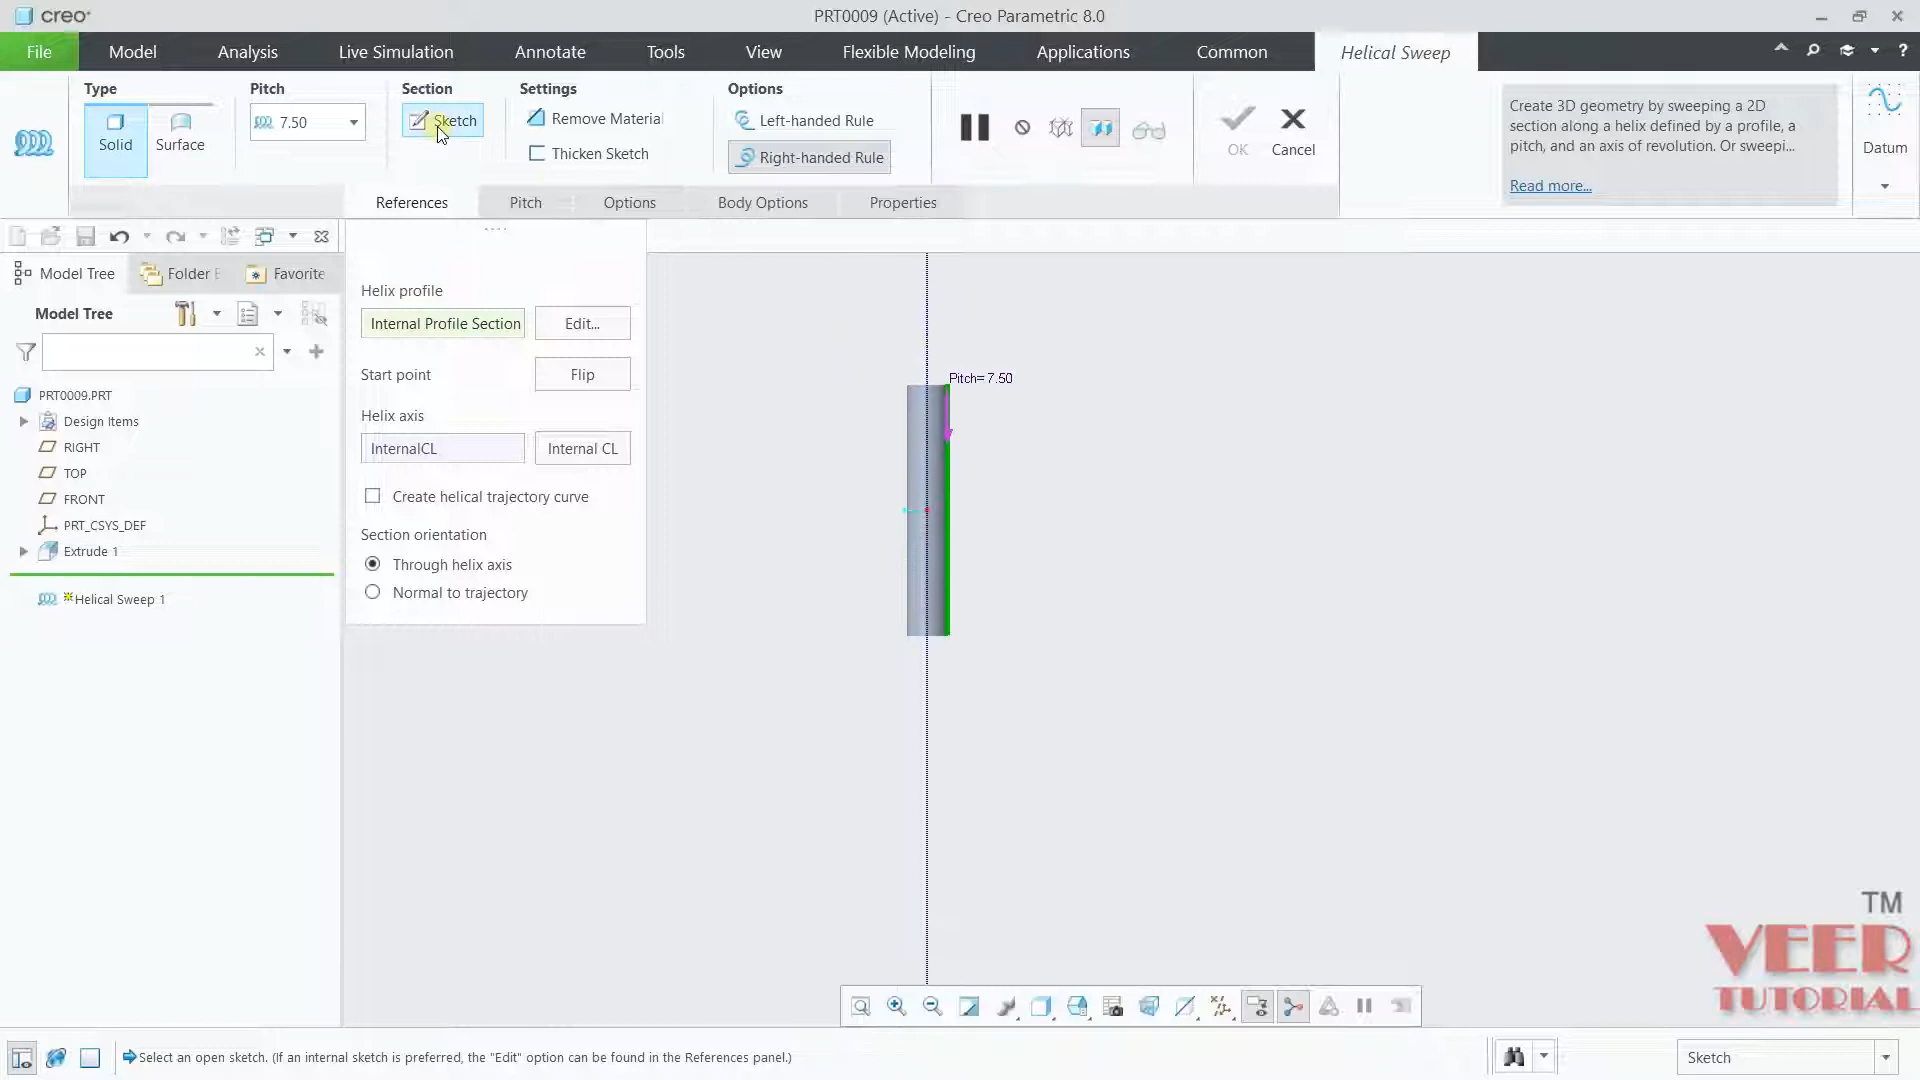 creo
PRT0009 (Active) - Creo Parametric 8.0
File
Model
Analysis
Live Simulation
Annotate
Tools
View
Flexible Modeling
Applications
Common
Helical Sweep
Type
Solid
Surface
Pitch
7.50
Section
Sketch
Settings
Remove Material
Thicken Sketch
Options
Left-handed Rule
Right-handed Rule
OK
Cancel
Create 3D geometry by sweeping a 2D
section along a helix defined by a profile, a
pitch, and an axis of revolution. Or sweepi...
Read more...
Datum
References
Pitch
Options
Body Options
Properties
Model Tree
Folder
Favorite
Model Tree
PRT0009.PRT
Design Items
RIGHT
TOP
FRONT
PRT_CSYS_DEF
Extrude 1
Helical Sweep 1
Helix profile
Internal Profile Section
Edit...
Start point
Flip
Helix axis
InternalCL
Internal CL
Create helical trajectory curve
Section orientation
Through helix axis
Normal to trajectory
Pitch= 7.50
TM
VEER
TUTORIAL
Select an open sketch. (If an internal sketch is preferred, the "Edit" option can be found in the References panel.)
Sketch